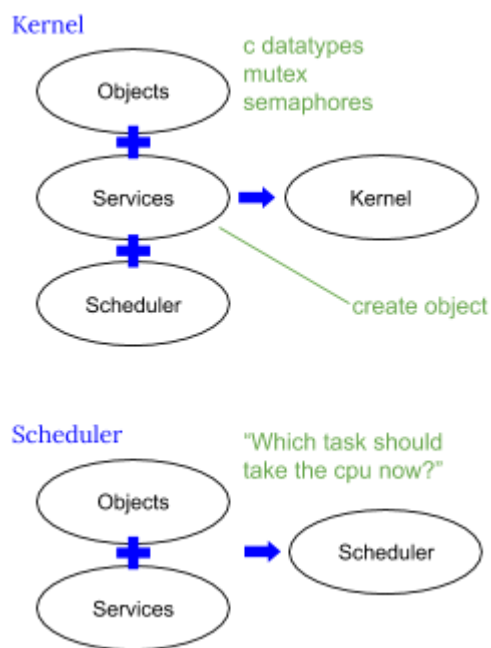 Kernel
c datatypes
mutex
semaphores
Objects
Services
Kernel
Scheduler
create object
Scheduler
“Which task should
take the cpu now?”
Objects
Scheduler
Services